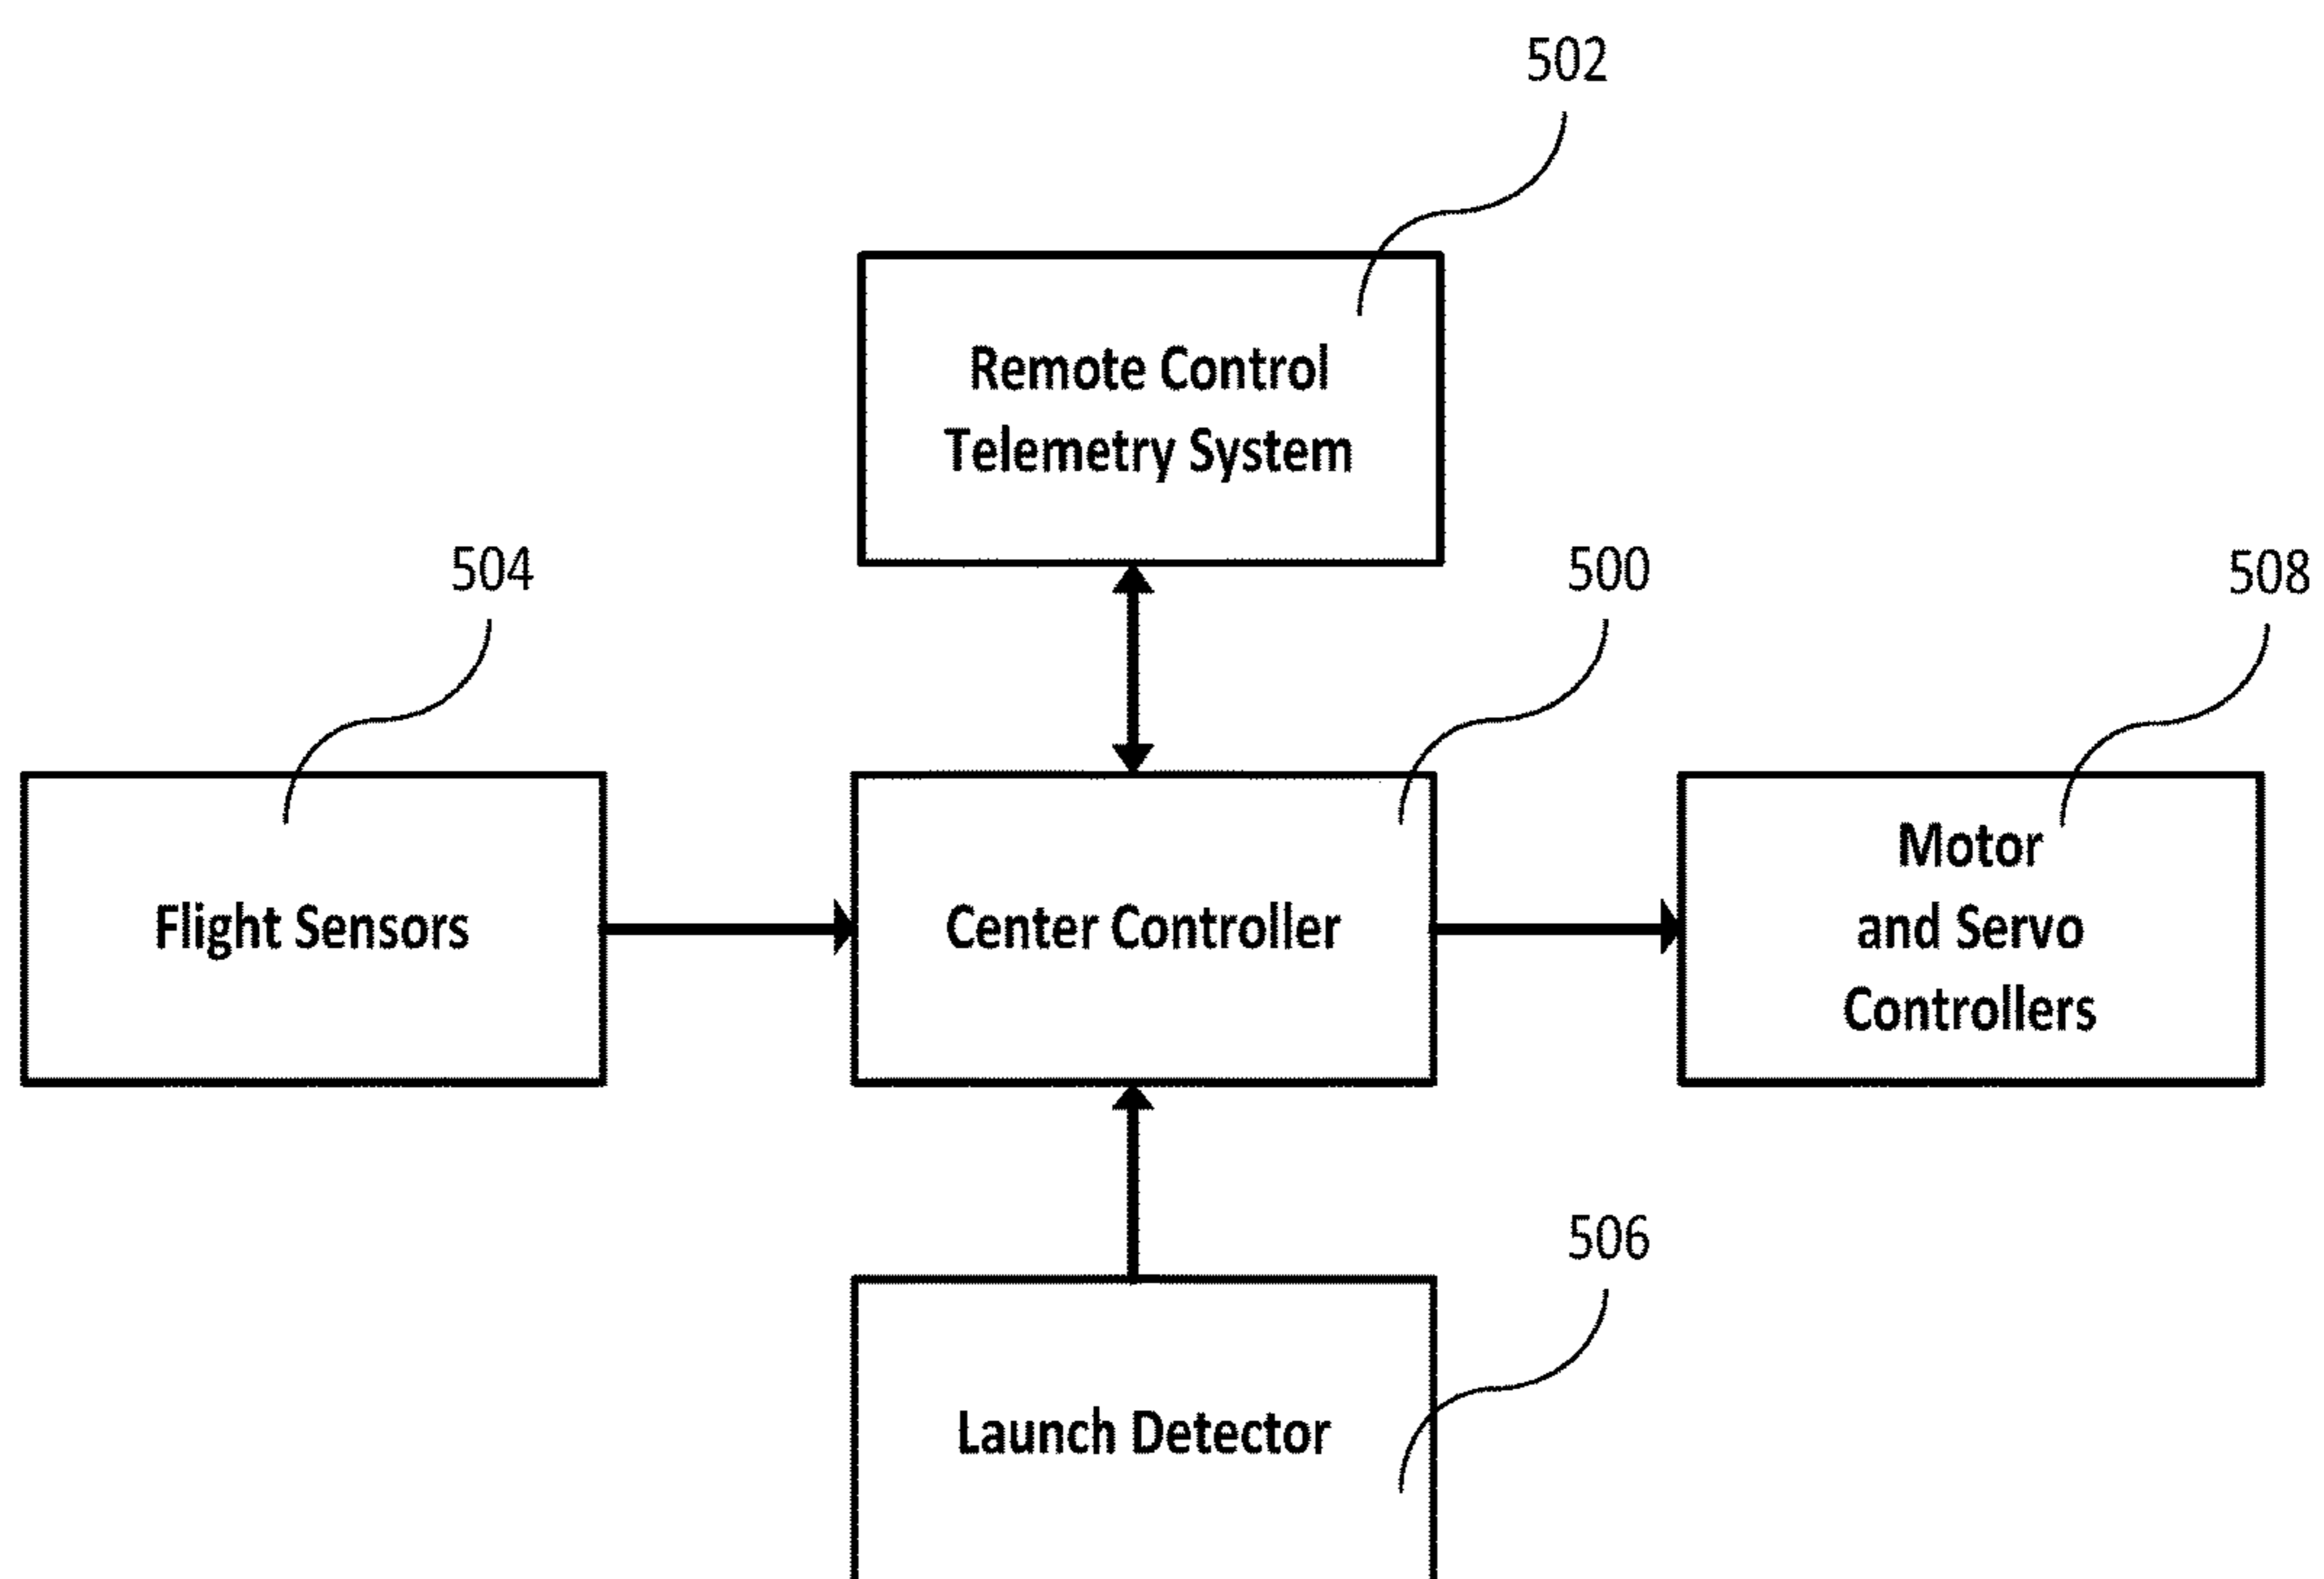 502
Remote Control
Telemetry System
504
500
508
Flight Sensors
Center Controller
Motor
and Servo
Controllers
506
Launch Detector